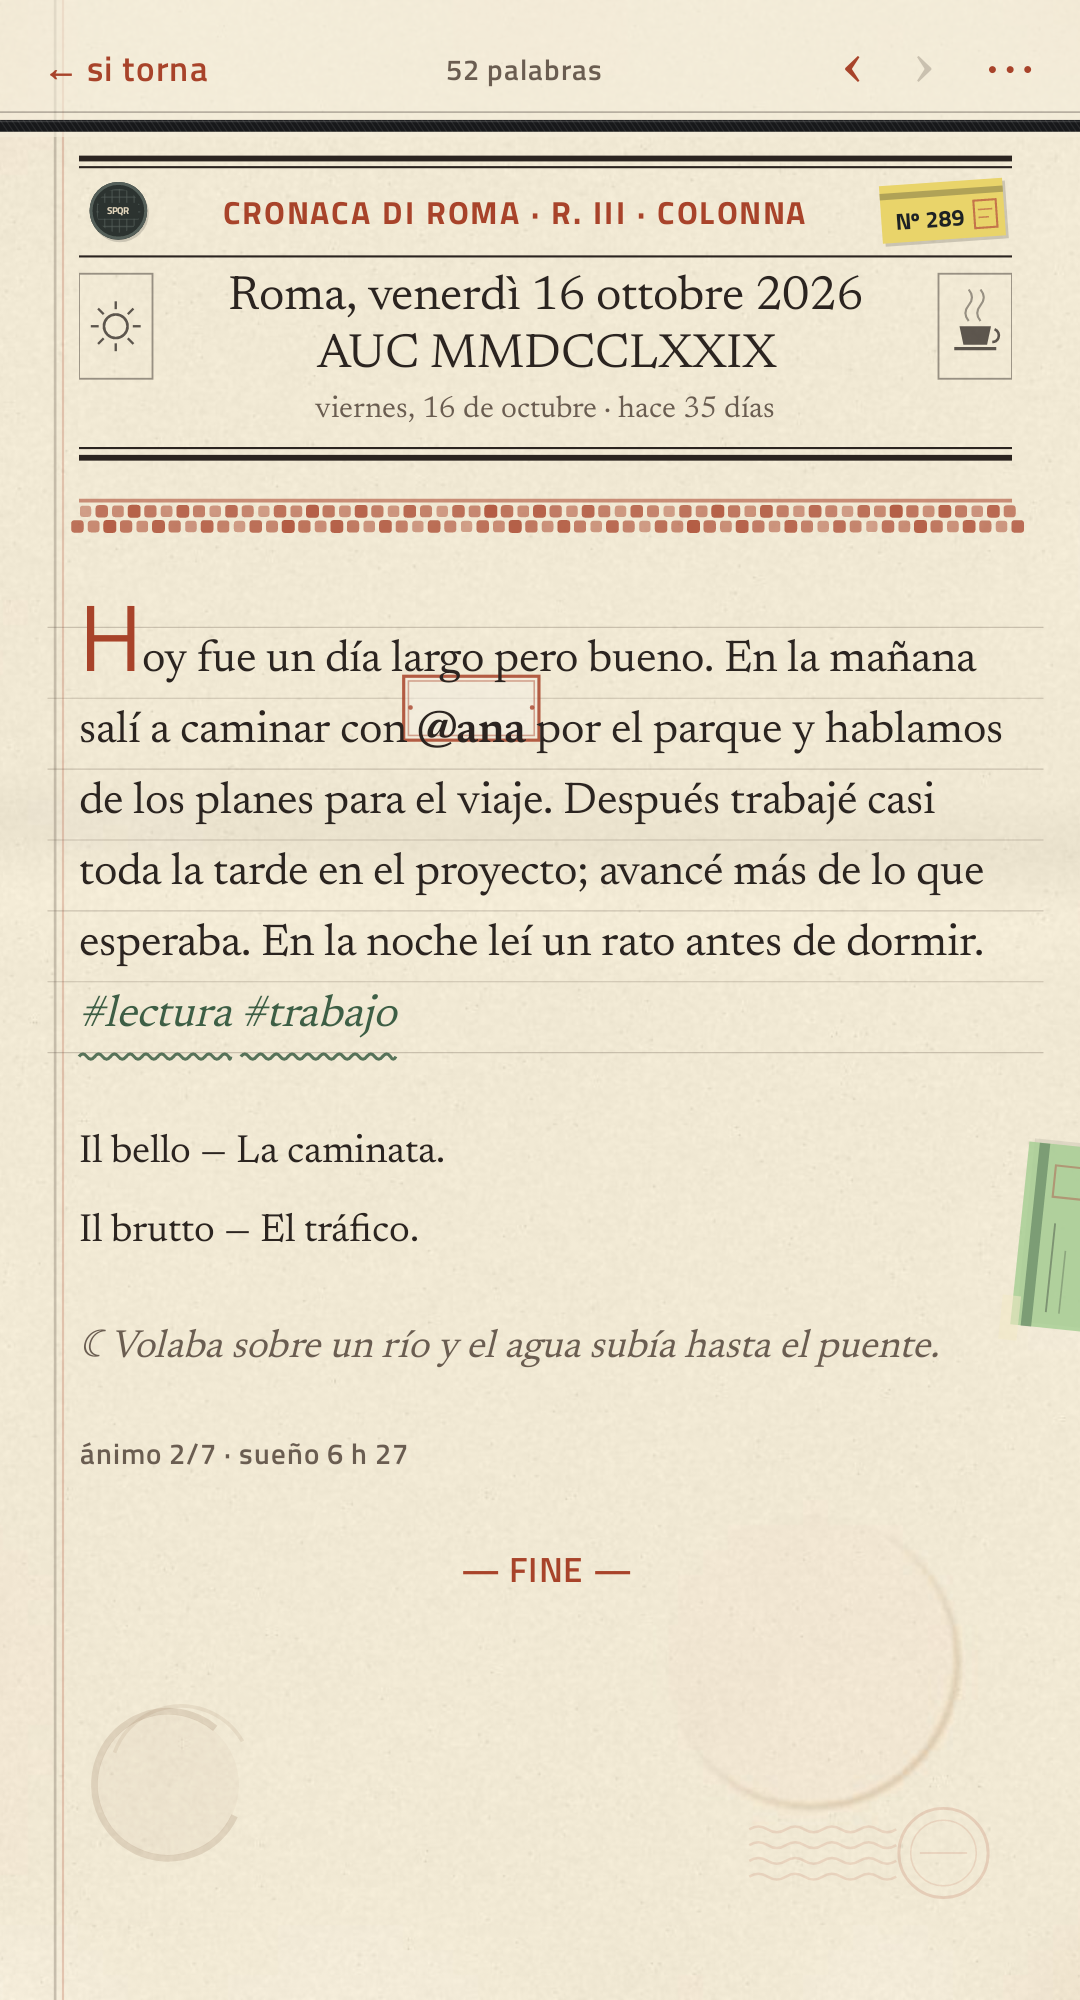 ← si torna
52 palabras
SPQR
CRONACA DI ROMA · R. III · COLONNA
Nº 289
Roma, venerdì 16 ottobre 2026
AUC MMDCCLXXIX
viernes, 16 de octubre · hace 35 días
Hoy fue un día largo pero bueno. En la mañana
salí a caminar con @ana por el parque y hablamos
de los planes para el viaje. Después trabajé casi
toda la tarde en el proyecto; avancé más de lo que
esperaba. En la noche leí un rato antes de dormir.
#lectura #trabajo
Il bello — La caminata.
Il brutto — El tráfico.
☾ Volaba sobre un río y el agua subía hasta el puente.
ánimo 2/7 · sueño 6 h 27
— FINE —